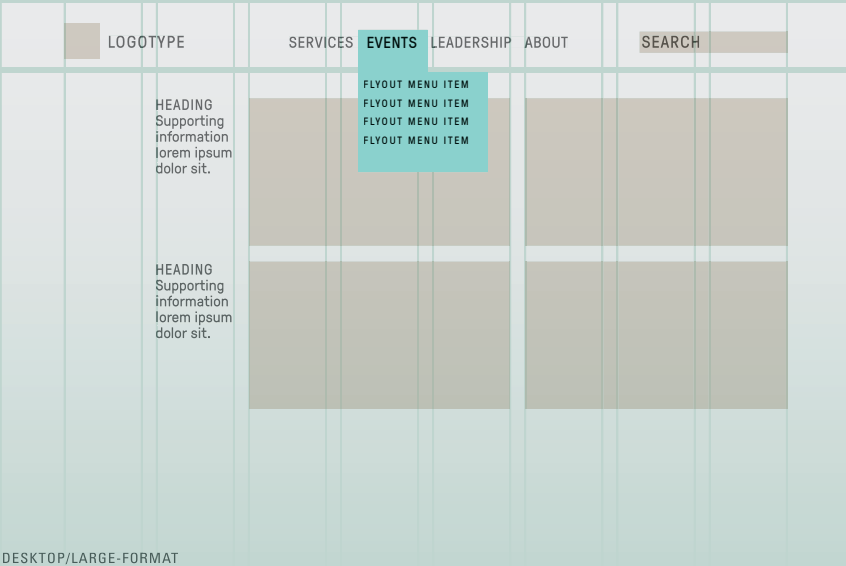 LOGOTYPE
SERVICES EVENTS LEADERSHIP ABOUT
SEARCH
FLYOUT MENU ITEM
FLYOUT MENU ITEM
FLYOUT MENU ITEM
FLYOUT MENU ITEM
HEADING
Supporting
information
lorem ipsum
dolor sit.
HEADING
Supporting
information
lorem ipsum
dolor sit.
DESKTOP/LARGE-FORMAT